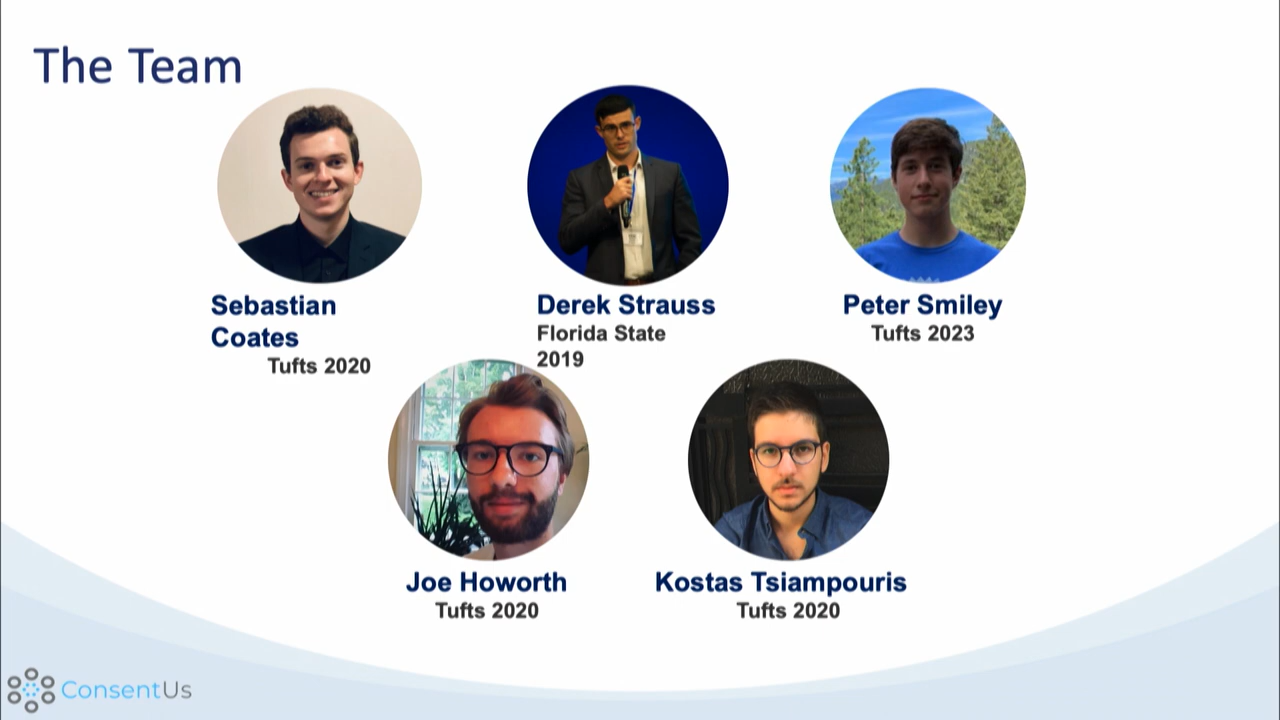 The Team
Sebastian
Coates
Tufts 2020
Derek Strauss
Florida State
2019
Peter Smiley
Tufts 2023
Joe Howorth
Tufts 2020
Kostas Tsiampouris
Tufts 2020
ConsentUs